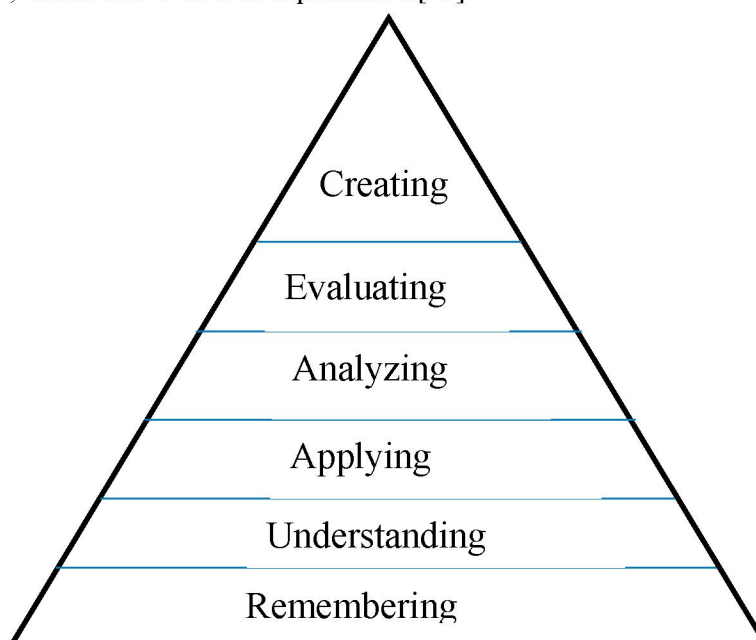 Creating
Evaluating
Analyzing
Applying
Understanding
Remembering